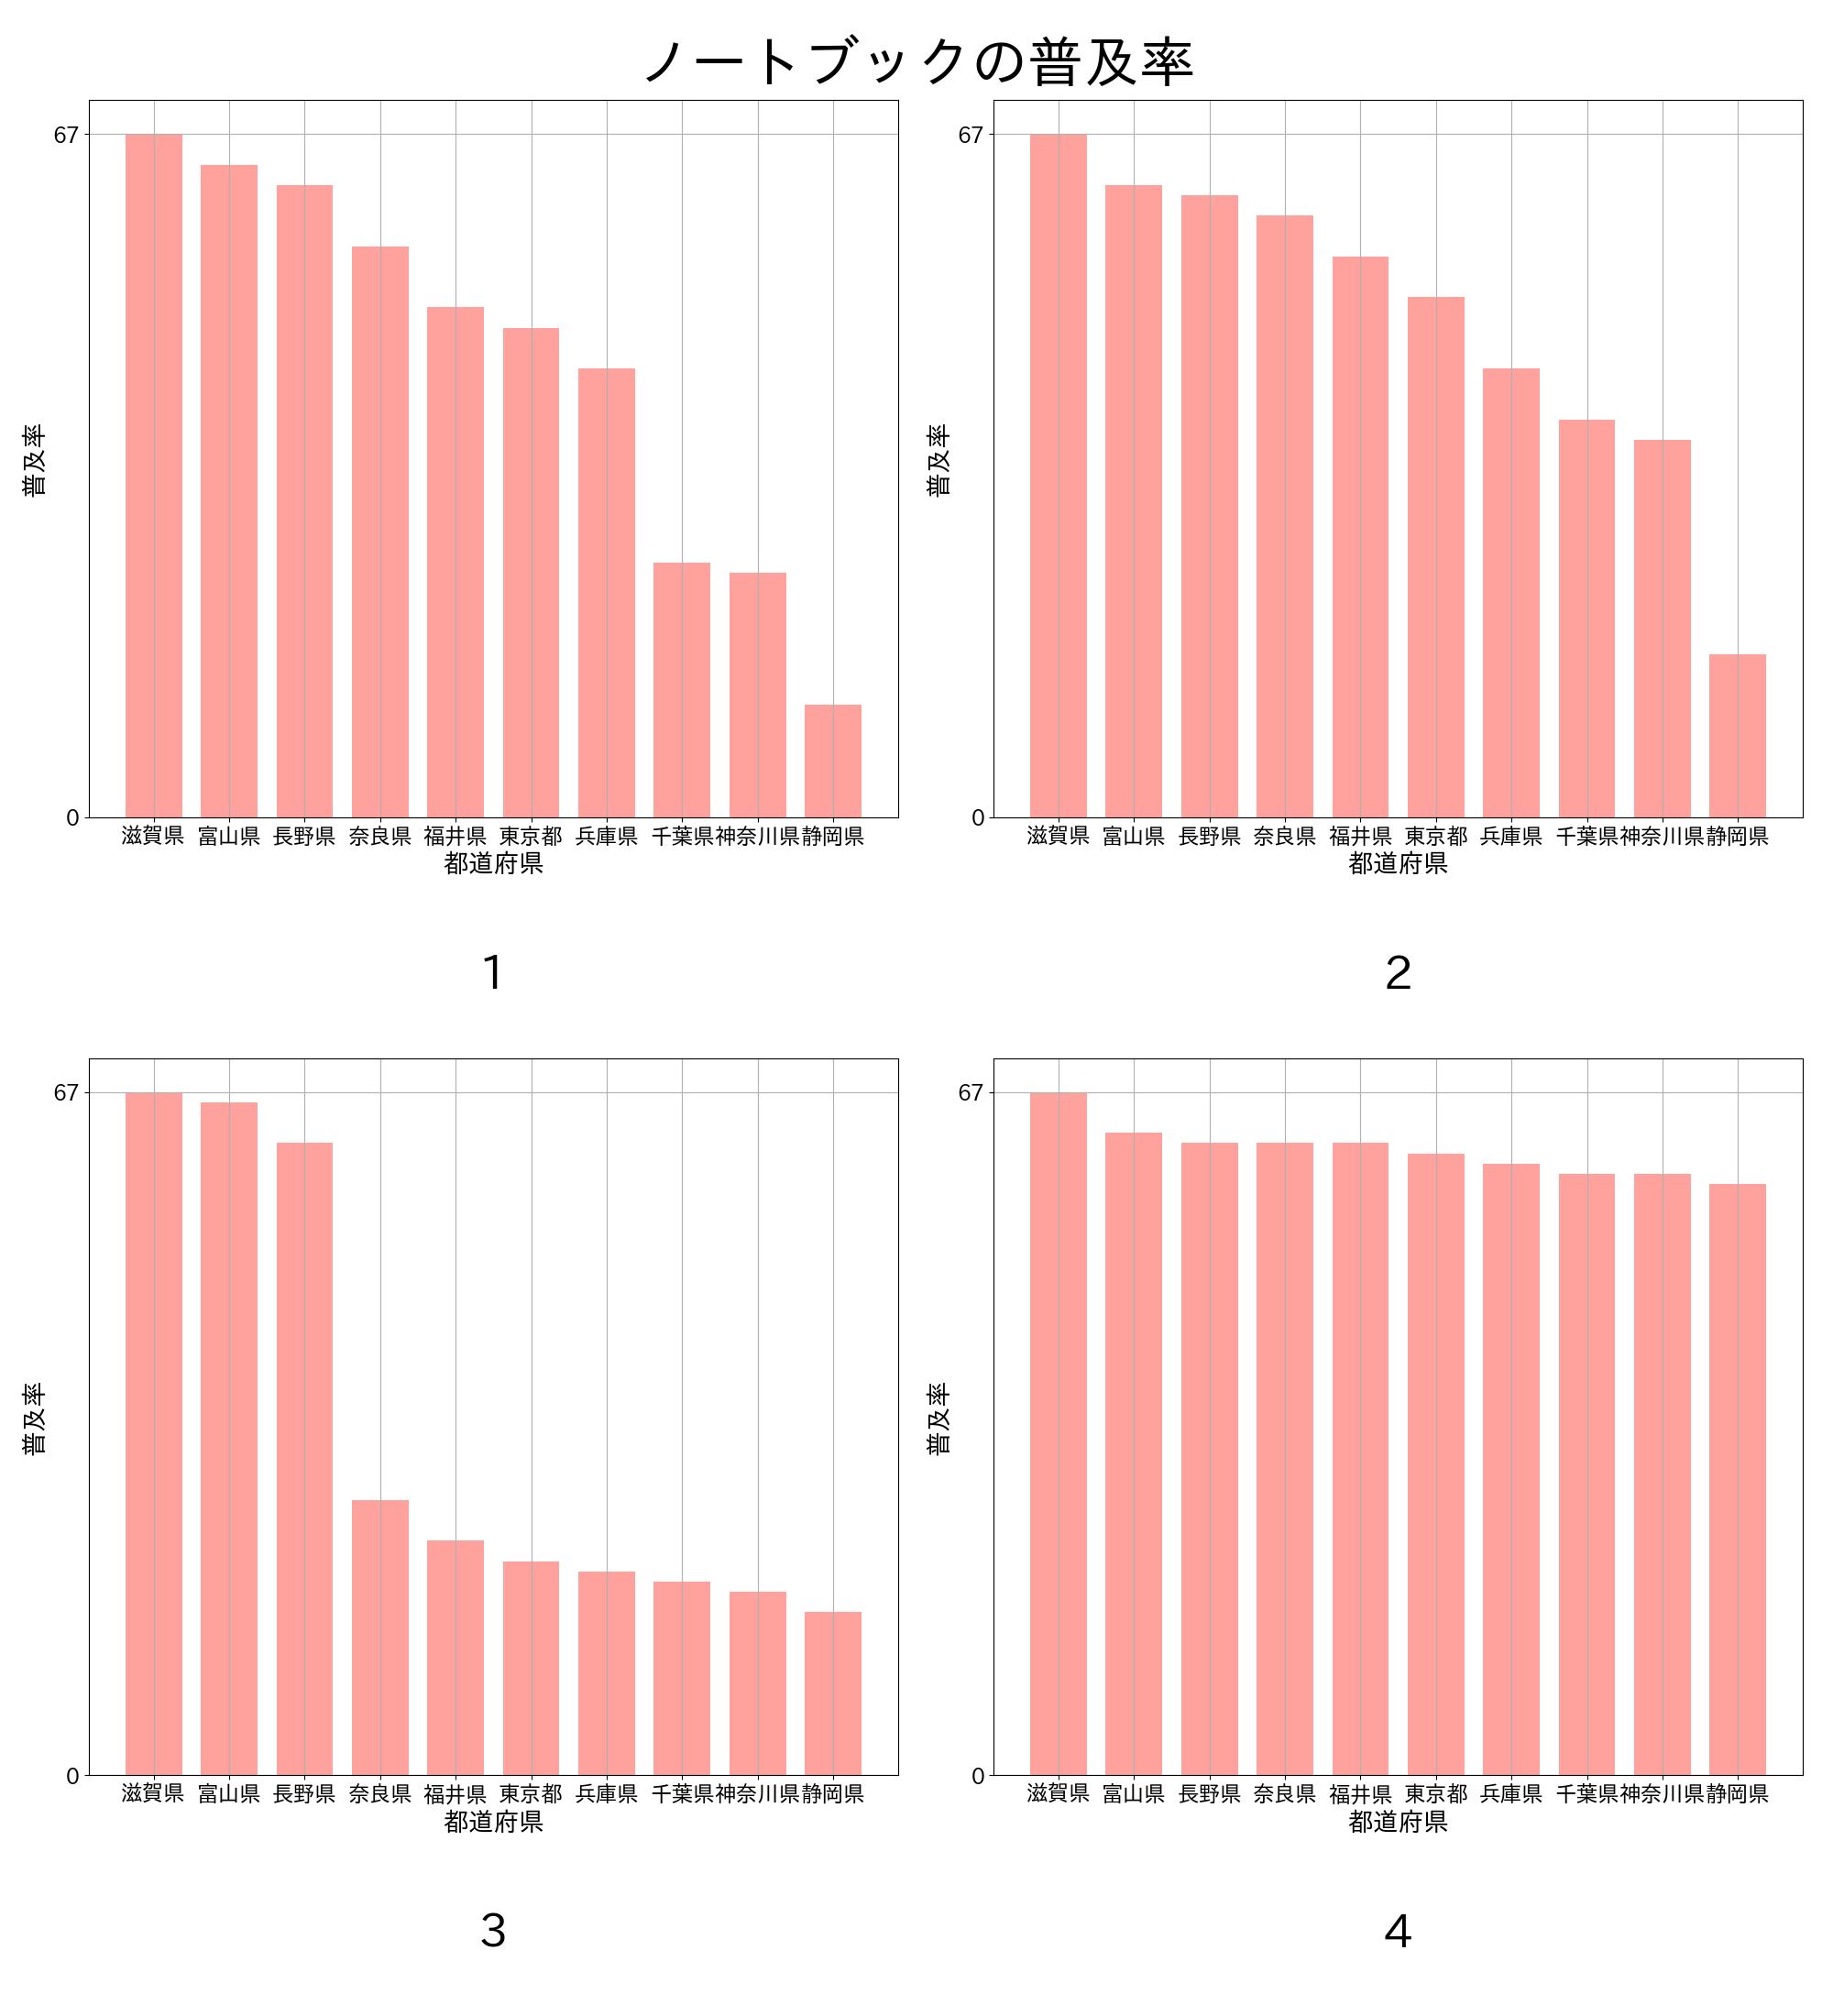 ノートブックの普及率
67
0
普及率
滋賀県 富山県 長野県 奈良県 福井県 東京都 兵庫県 千葉県 神奈川県 静岡県
都道府県
1
67
0
普及率
滋賀県 富山県 長野県 奈良県 福井県 東京都 兵庫県 千葉県 神奈川県 静岡県
都道府県
2
67
0
普及率
滋賀県 富山県 長野県 奈良県 福井県 東京都 兵庫県 千葉県 神奈川県 静岡県
都道府県
3
67
0
普及率
滋賀県 富山県 長野県 奈良県 福井県 東京都 兵庫県 千葉県 神奈川県 静岡県
都道府県
4